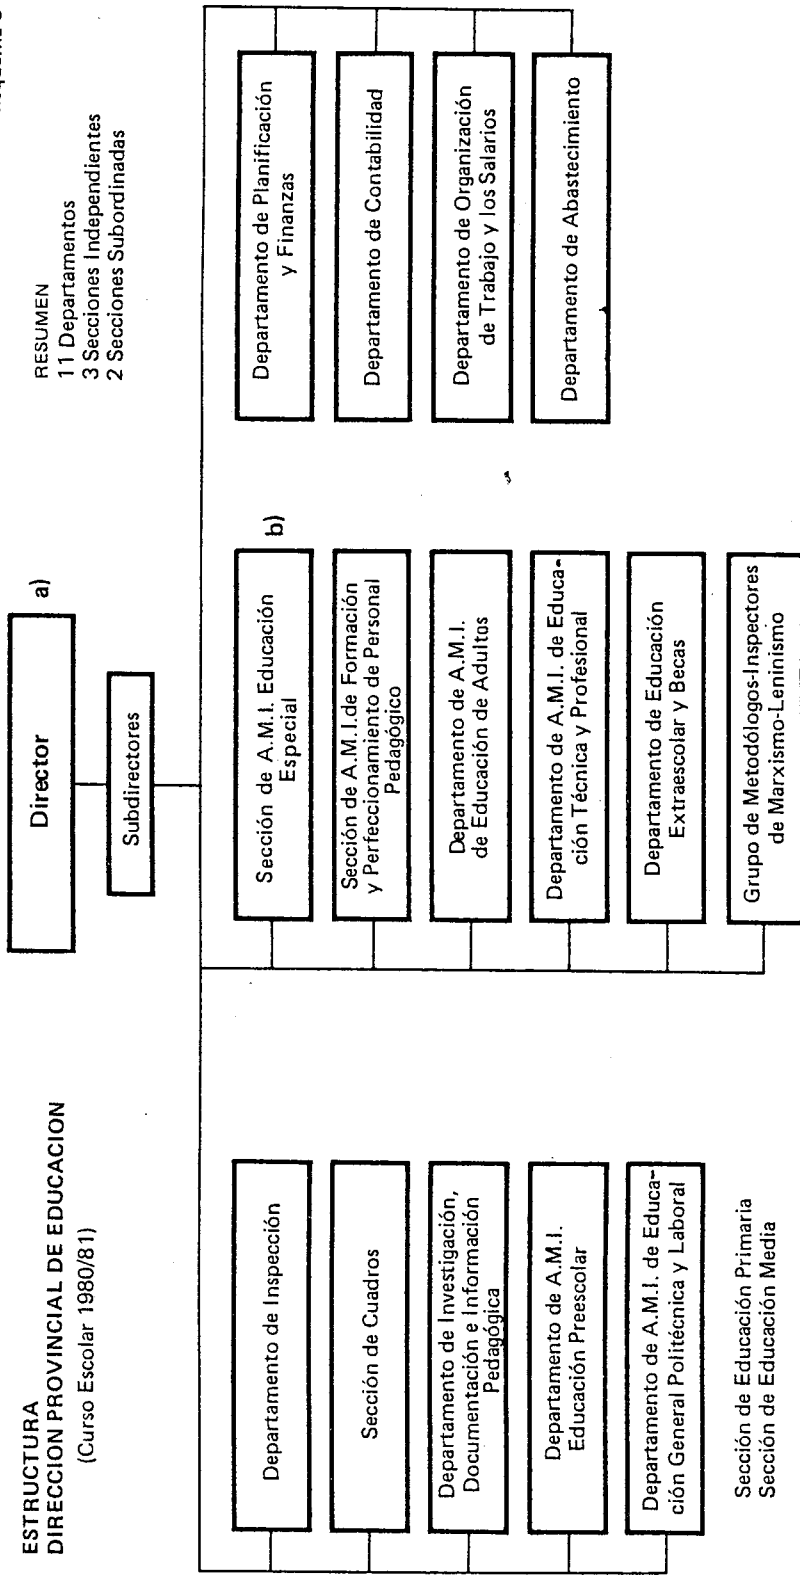 ESTRUCTURA
DIRECCION PROVINCIAL DE EDUCACION
(Curso Escolar 1980/81)
Director
a)
Subdirectores
RESUMEN
11 Departamentos
3 Secciones Independientes
2 Secciones Subordinadas
Departamento de Inspección
Sección de Cuadros
Departamento de Investigación,
Documentación e Información
Pedagógica
Departamento de A.M.I.
Educación Preescolar
Departamento de A.M.I. de Educa-
ción General Politécnica y Laboral
Sección de Educación Primaria
Sección de Educación Media
Sección de A.M.I. Educación
Especial
b)
Sección de A.M.I. de Formación
y Perfeccionamiento de Personal
Pedagógico
Departamento de A.M.I.
de Educación de Adultos
Departamento de A.M.I. de Educa-
ción Técnica y Profesional
Departamento de Educación
Extraescolar y Becas
Grupo de Metodólogos-Inspectores
de Marxismo-Leninismo
Departamento de Planificación
y Finanzas
Departamento de Contabilidad
Departamento de Organización
de Trabajo y los Salarios
Departamento de Abastecimiento